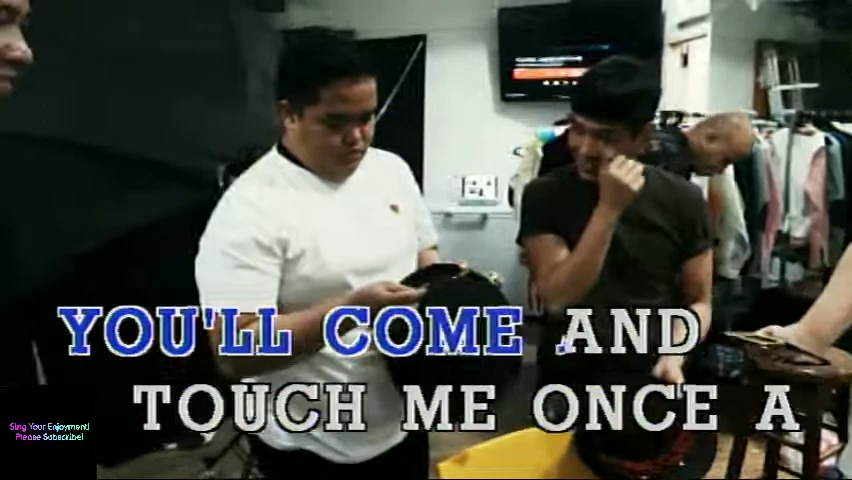 YOU'LL COME AND
TOUCH ME ONCE A
Sing Your Enjoyment!
Please Subscribe!